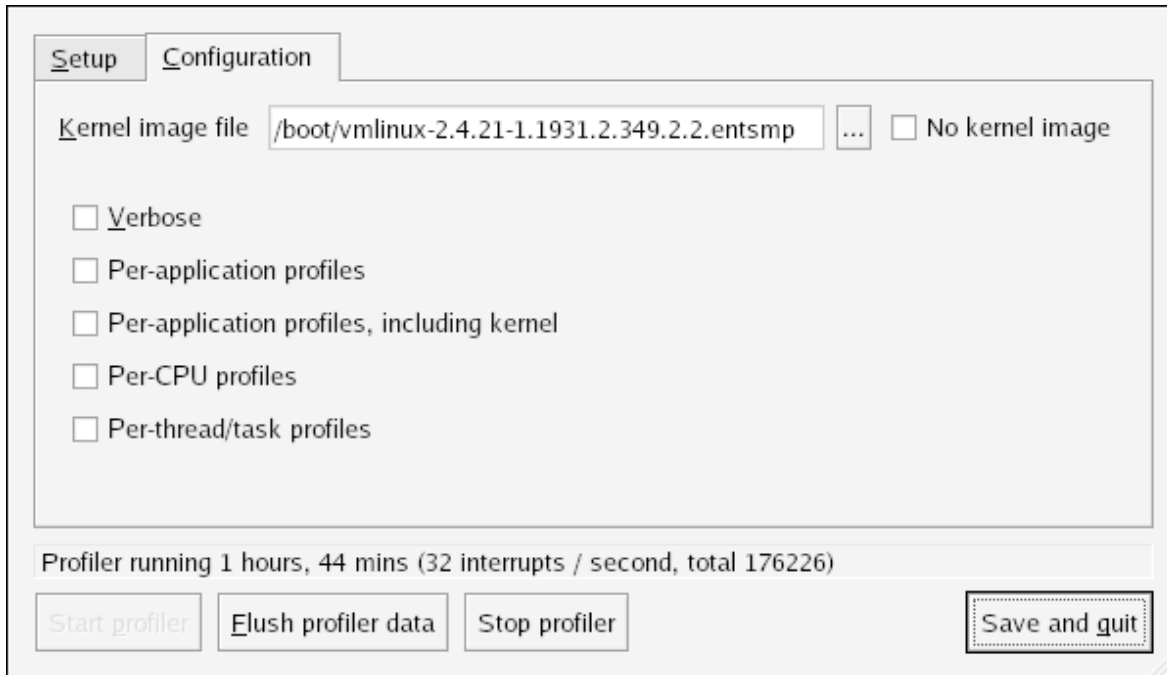 Setup Configuration
Kernel image file /boot/vmlinux-2.4.21-1.1931.2.349.2.2.entsmp ... No kernel image
Verbose
Per-application profiles
Per-application profiles, including kernel
Per-CPU profiles
Per-thread/task profiles
Profiler running 1 hours, 44 mins (32 interrupts / second, total 176226)
Start profiler Flush profiler data Stop profiler Save and quit